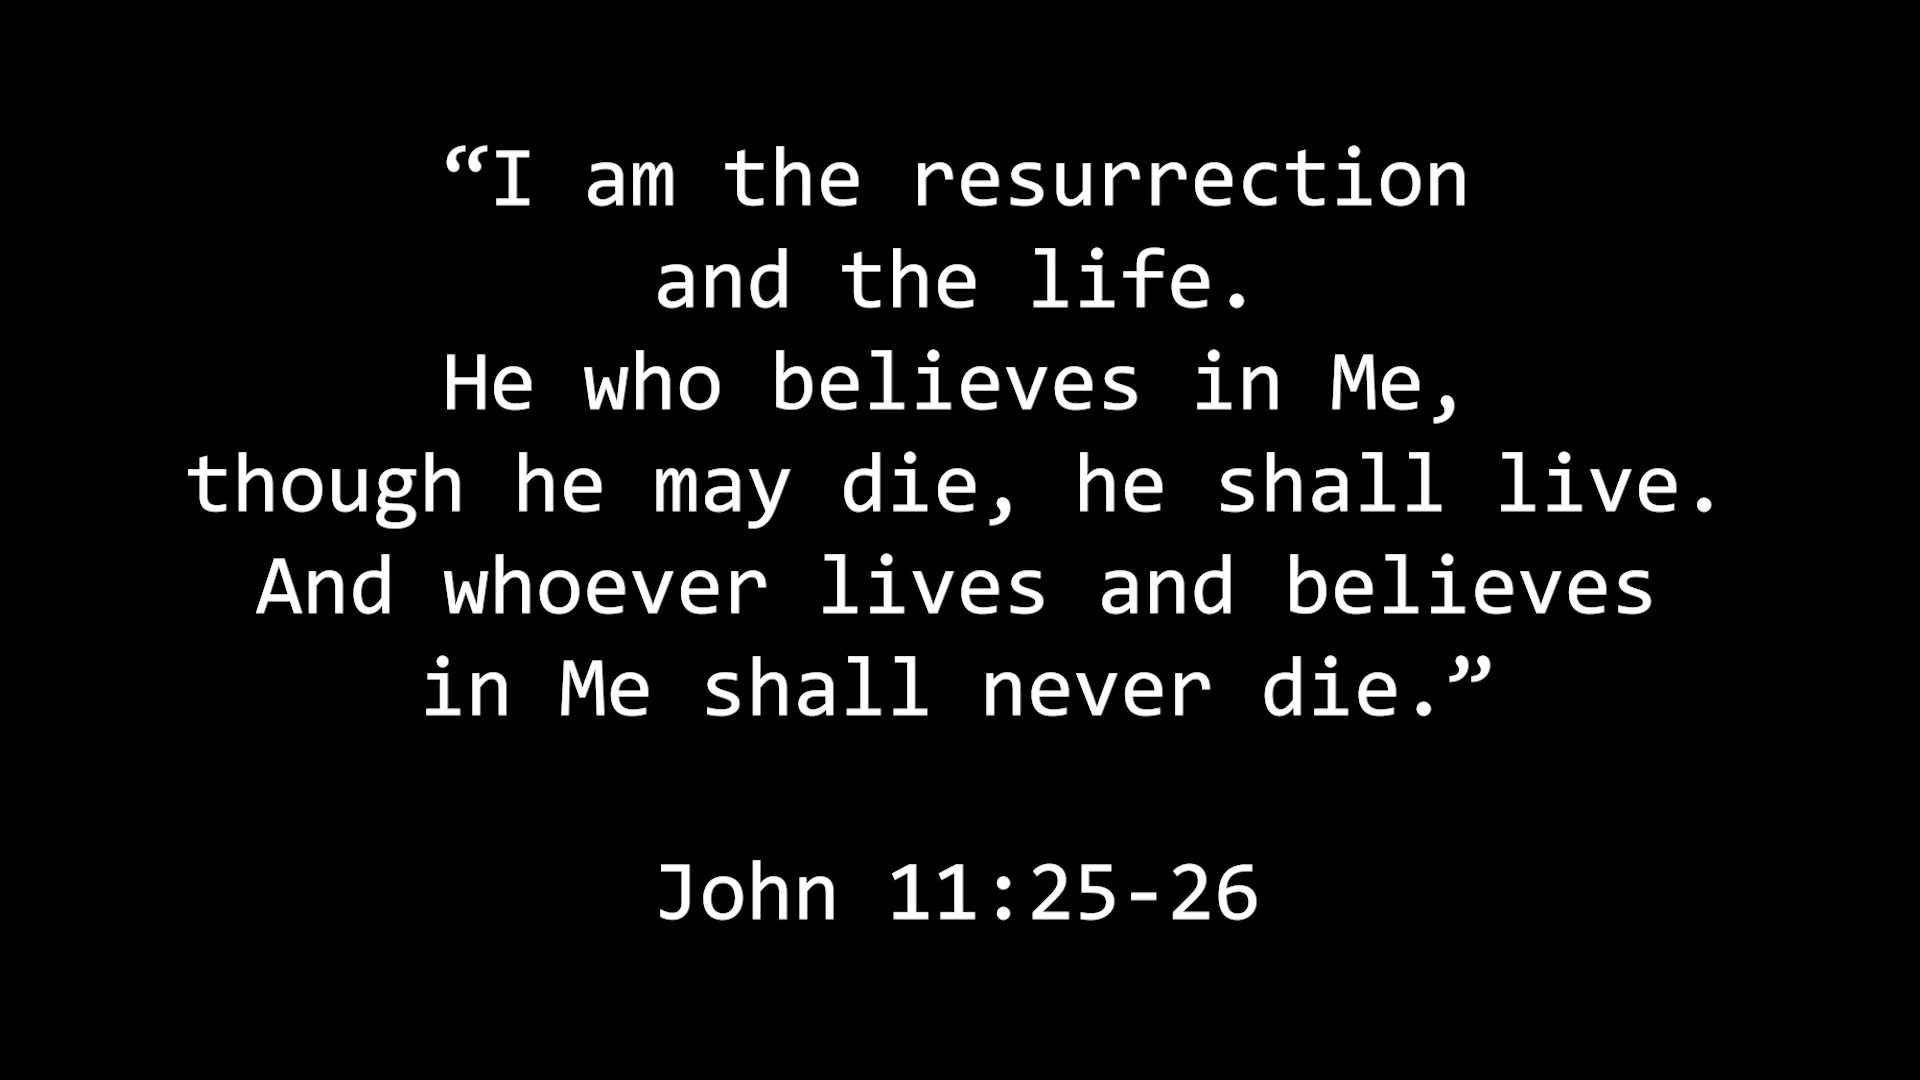 “I am the resurrection
and the life.
He who believes in Me,
though he may die, he shall live.
And whoever lives and believes
in Me shall never die.”
John 11:25-26